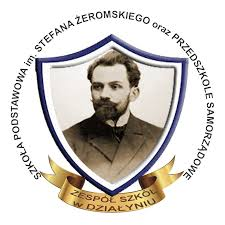 SZKOŁA PODSTAWOWA im. STEFANA ŻEROMSKIEGO oraz PRZEDSZKOLE SAMORZĄDOWE
ZESPÓŁ SZKÓŁ
w DZIAŁYNIU